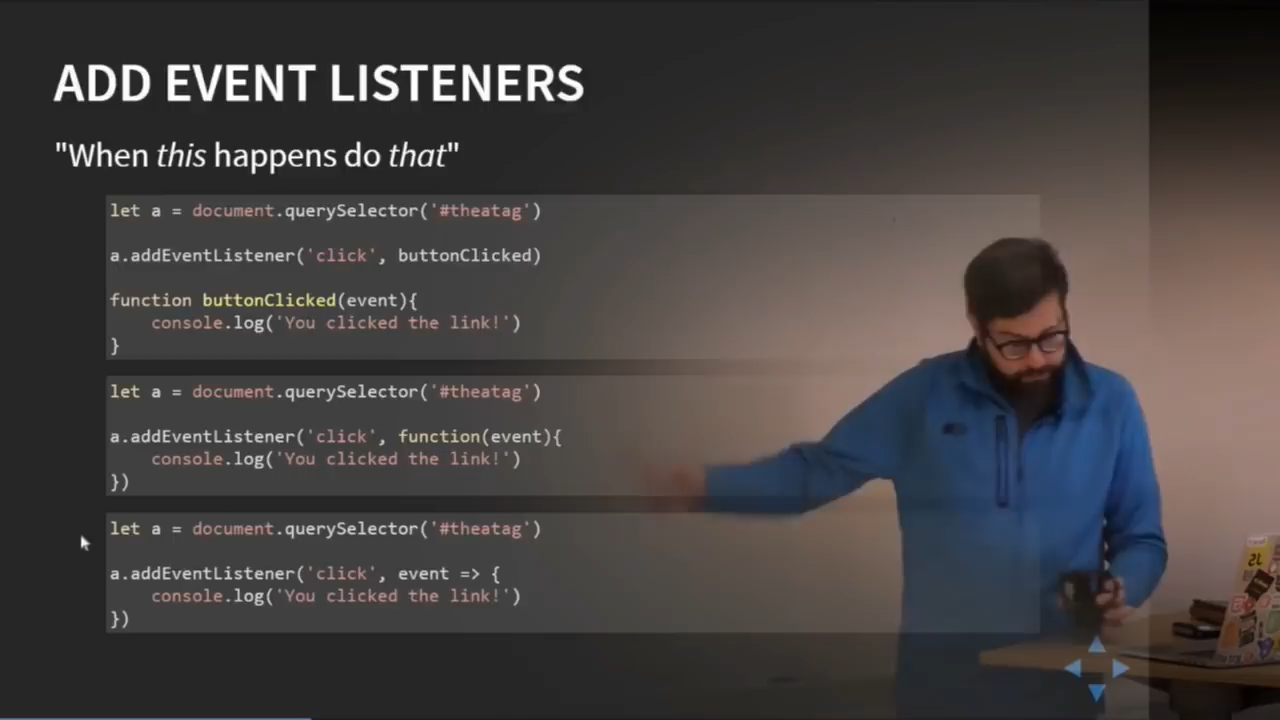 ADD EVENT LISTENERS
"When this happens do that"
let a = document.querySelector('#theatag')
a.addEventListener('click', buttonClicked)
function buttonClicked(event){
    console.log('You clicked the link!')
}
let a = document.querySelector('#theatag')
a.addEventListener('click', function(event){
    console.log('You clicked the link!')
})
let a = document.querySelector('#theatag')
a.addEventListener('click', event => {
    console.log('You clicked the link!')
})